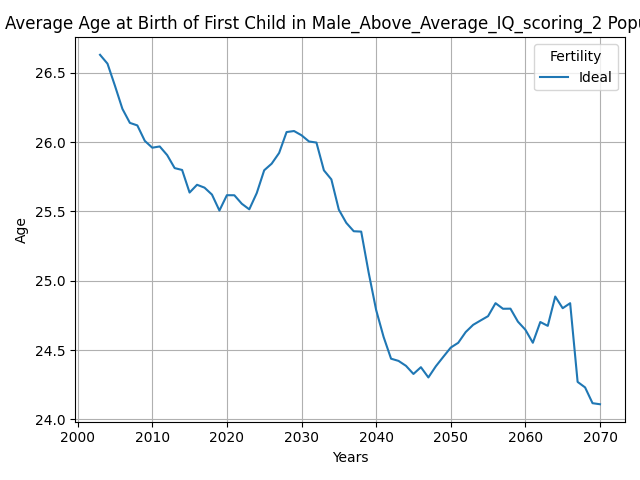 Average Age at Birth of First Child in Male_Above_Average_IQ_scoring_2
Fertility
Ideal
26.5
26.0
25.5
25.0
24.5
24.0
Age
2000 2010 2020 2030 2040 2050 2060 2070
Years